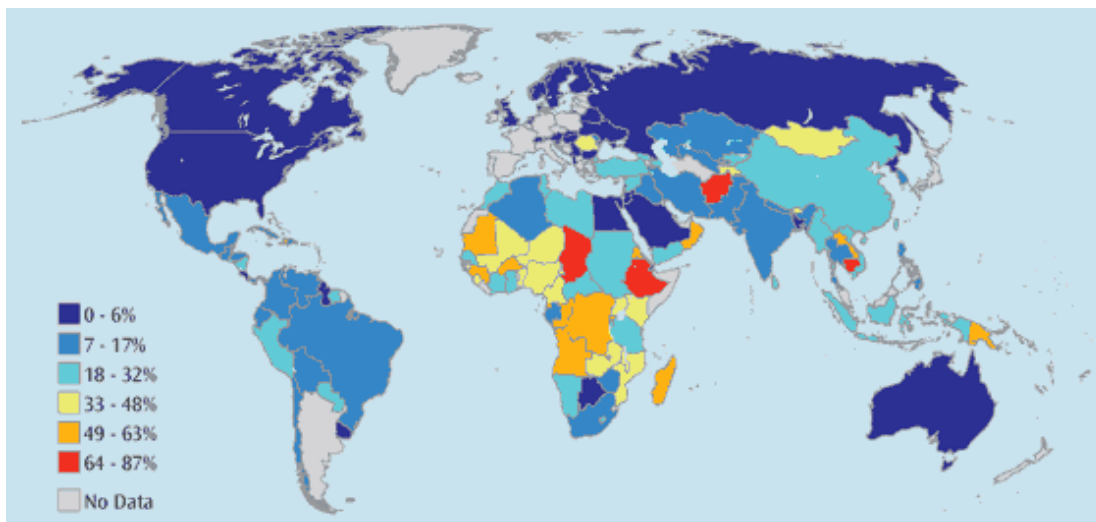 0 - 6%
7 - 17%
18 - 32%
33 - 48%
49 - 63%
64 - 87%
No Data